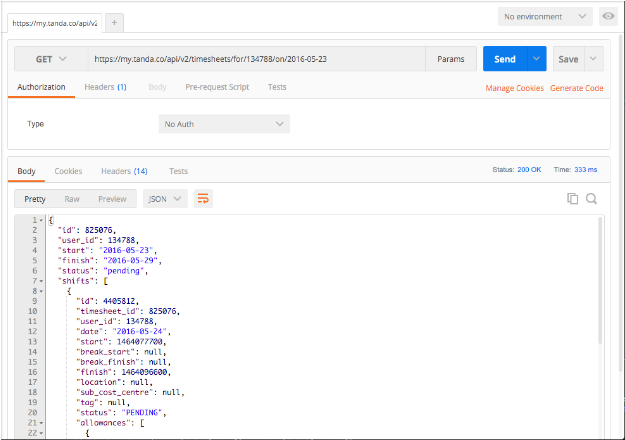 https://my.tanda.co/api/v2
+
No environment
GET https://my.tanda.co/api/v2/timesheets/for/134788/on/2016-05-23 Params Send Save
Authorization Headers (1) Body Pre-request Script Tests Manage Cookies Generate Code
Type No Auth
Body Cookies Headers (14) Tests Status: 200 OK Time: 333 ms
Pretty Raw Preview JSON
1 {
2 "id": 825076,
3 "user_id": 134788,
4 "start": "2016-05-23",
5 "finish": "2016-05-29",
6 "status": "pending",
7 "shifts": [
8 {
9 "id": 4405812,
10 "timesheet_id": 825076,
11 "user_id": 134788,
12 "date": "2016-05-24",
13 "start": 1464077700,
14 "break_start": null,
15 "break_finish": null,
16 "finish": 1464096600,
17 "location": null,
18 "sub_cost_centre": null,
19 "tag": null,
20 "status": "PENDING",
21 "allowances": [
22 {